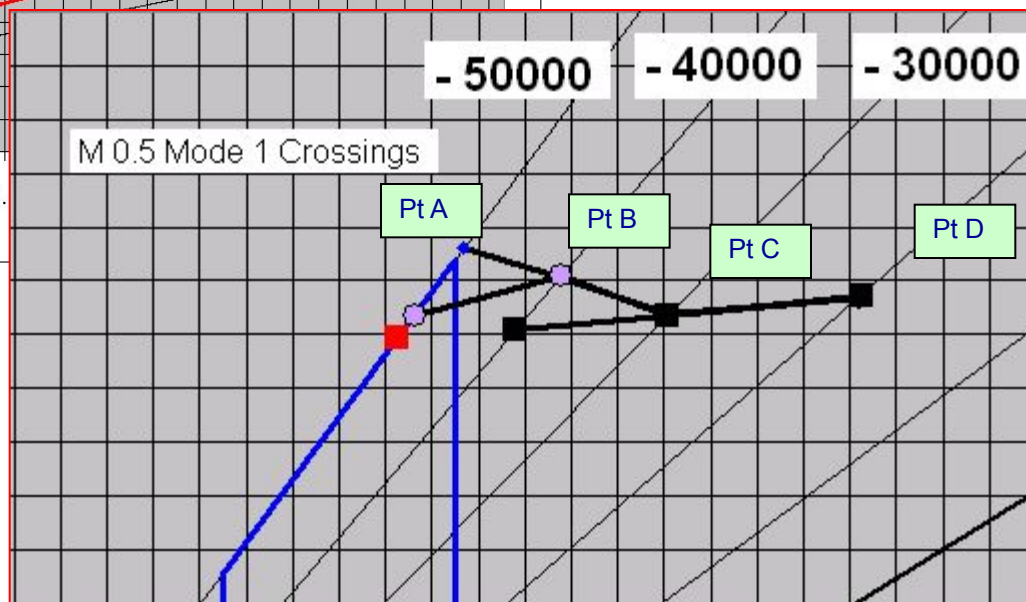 - 50000
- 40000
- 30000
M 0.5 Mode 1 Crossings
Pt A
Pt B
Pt C
Pt D